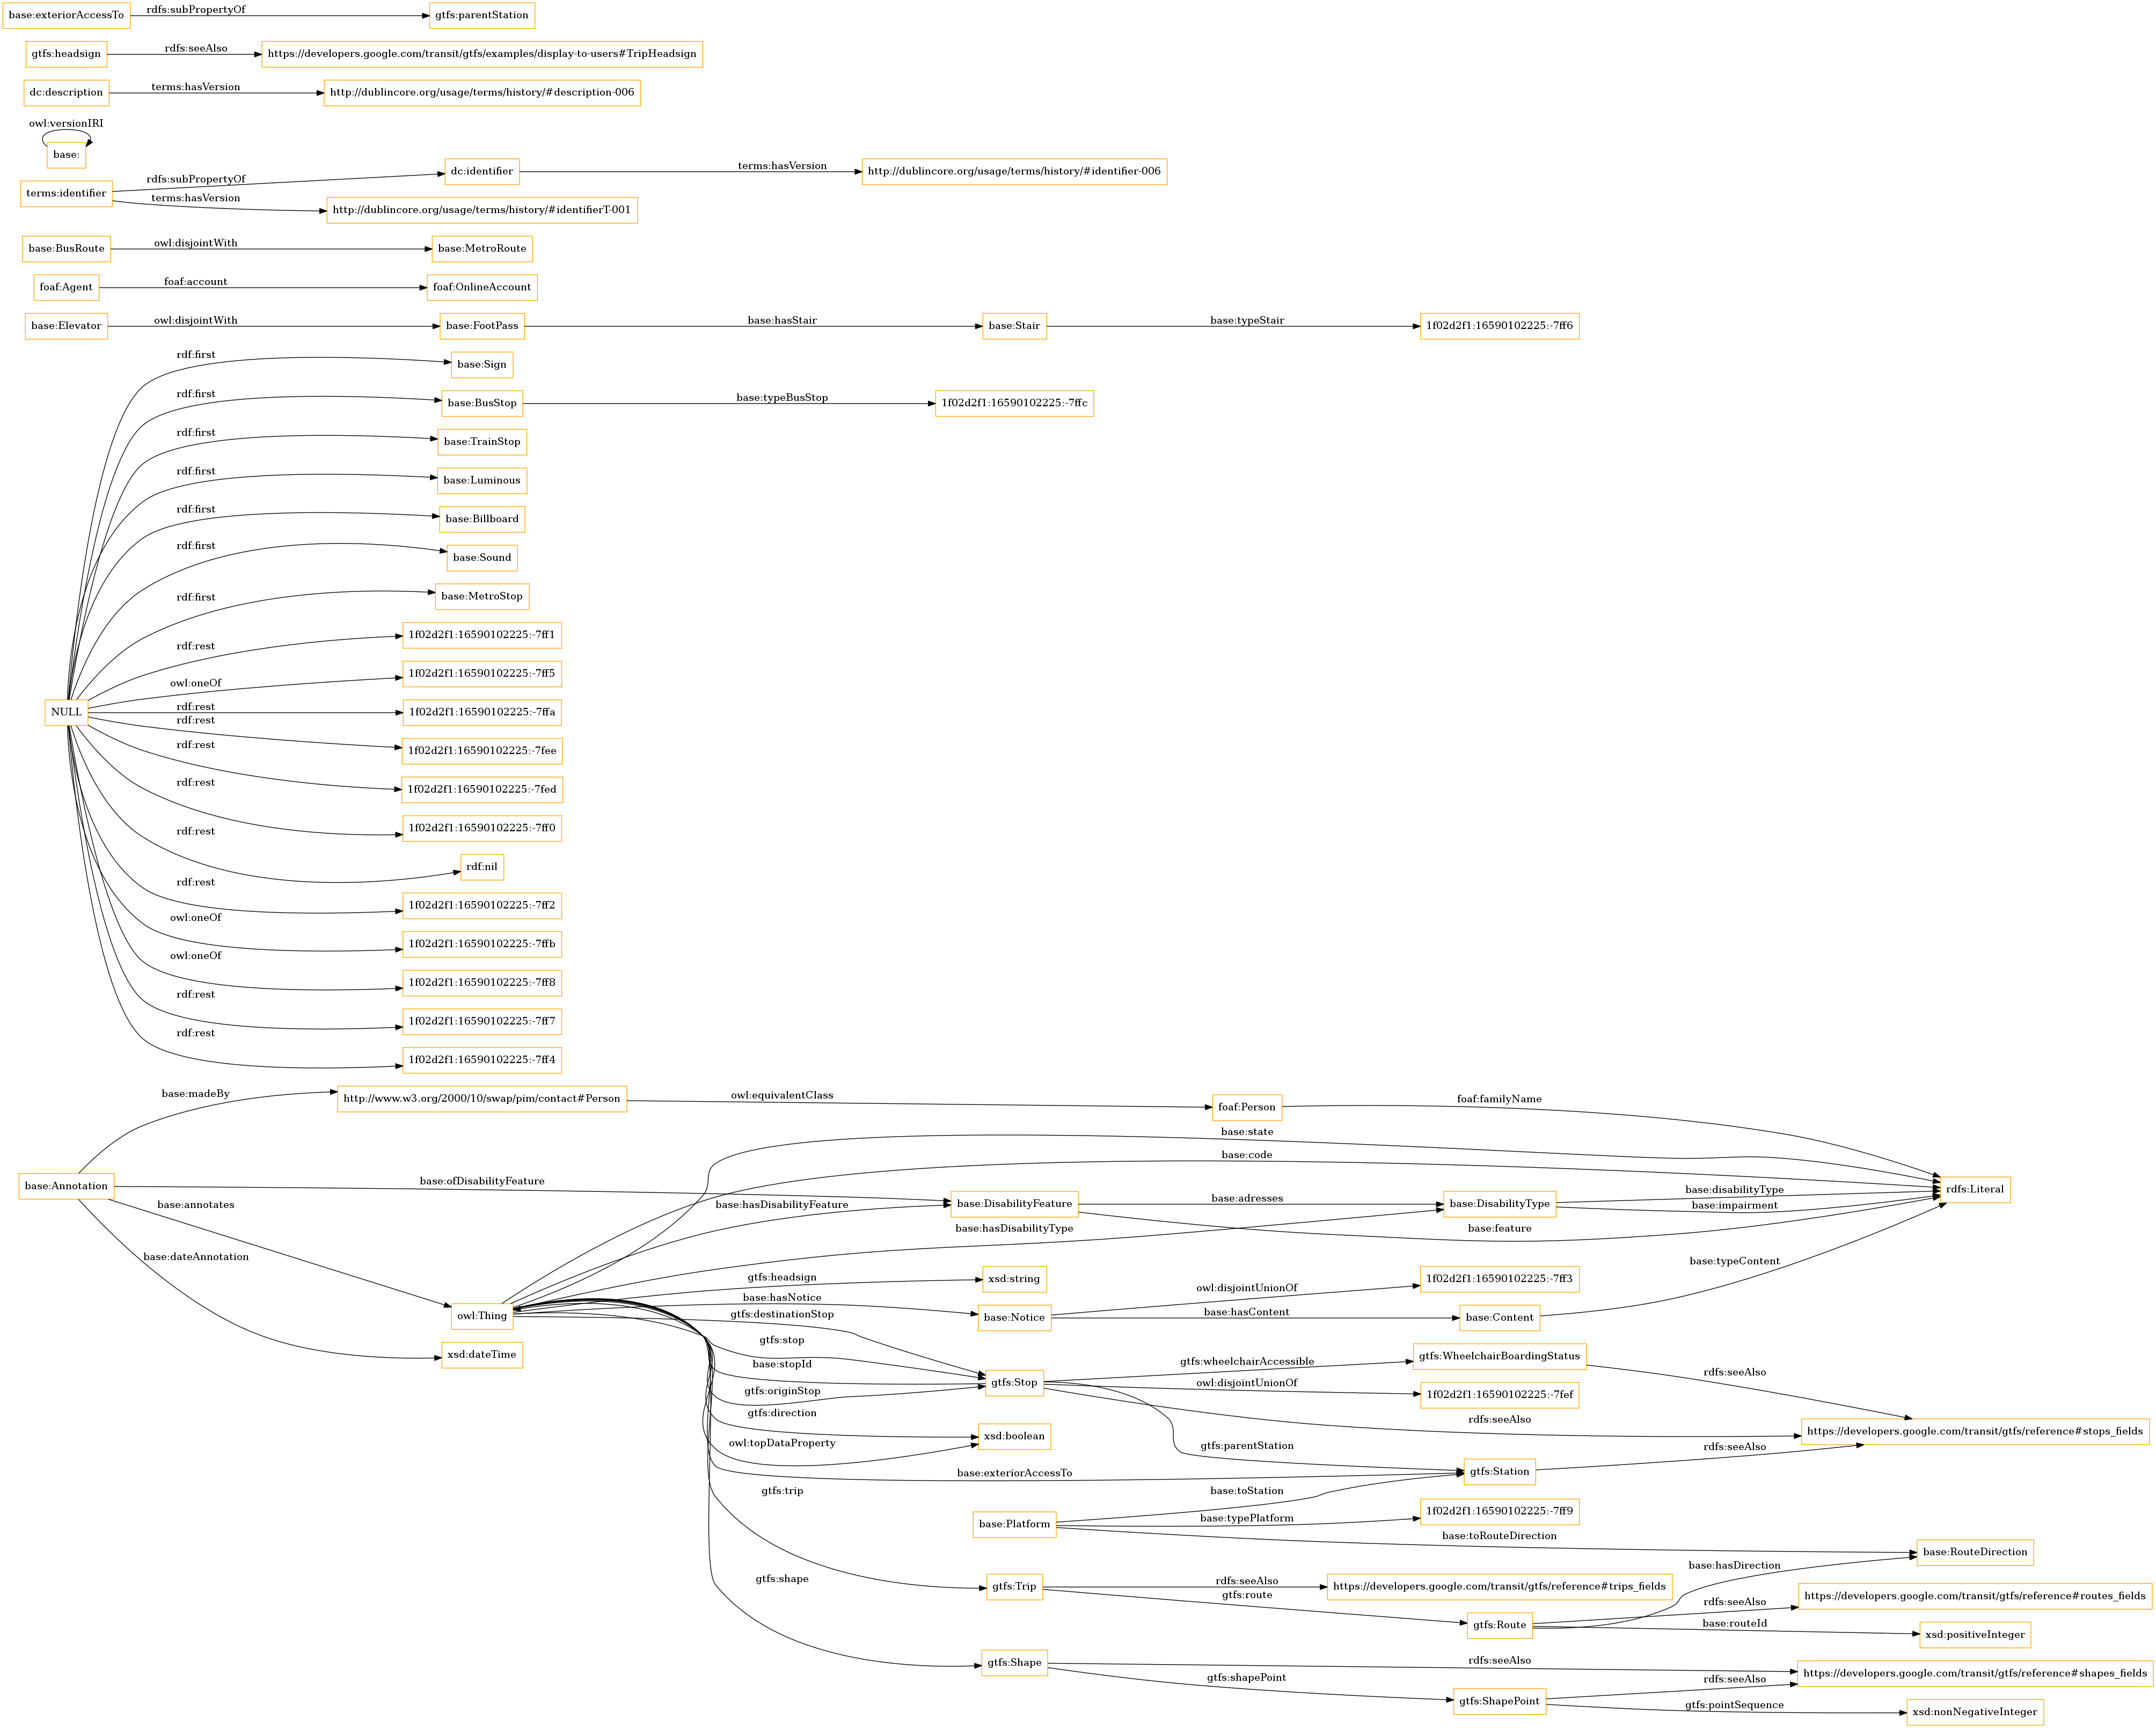 base:exteriorAccessTo rdfs:subPropertyOf gtfs:parentStation
gtfs:headsign rdfs:seeAlso https://developers.google.com/transit/gtfs/examples/display-to-users#TripHeadsign
dc:description terms:hasVersion http://dublincore.org/usage/terms/history/#description-006
owl:versionIRI
base:
terms:identifier rdfs:subPropertyOf dc:identifier terms:hasVersion http://dublincore.org/usage/terms/history/#identifier-006
terms:hasVersion http://dublincore.org/usage/terms/history/#identifierT-001
base:BusRoute owl:disjointWith base:MetroRoute
foaf:Agent foaf:account foaf:OnlineAccount
base:Elevator owl:disjointWith base:FootPass base:hasStair base:Stair base:typeStair 1f02d2f1:16590102225:-7ff6
rdf:first base:Sign
rdf:first base:BusStop base:typeBusStop 1f02d2f1:16590102225:-7ffc
rdf:first base:TrainStop
rdf:first base:Luminous
rdf:first base:Billboard
rdf:first base:Sound
rdf:first base:MetroStop
rdf:rest 1f02d2f1:16590102225:-7ff1
owl:oneOf 1f02d2f1:16590102225:-7ff5
NULL rdf:rest 1f02d2f1:16590102225:-7ffa
rdf:rest 1f02d2f1:16590102225:-7fee
rdf:rest 1f02d2f1:16590102225:-7fed
rdf:rest 1f02d2f1:16590102225:-7ff0
rdf:rest rdf:nil
rdf:rest 1f02d2f1:16590102225:-7ff2
owl:oneOf 1f02d2f1:16590102225:-7ffb
owl:oneOf 1f02d2f1:16590102225:-7ff8
rdf:rest 1f02d2f1:16590102225:-7ff7
rdf:rest 1f02d2f1:16590102225:-7ff4
base:madeBy http://www.w3.org/2000/10/swap/pim/contact#Person owl:equivalentClass foaf:Person foaf:familyName
base:state
base:code
base:Annotation base:ofDisabilityFeature rdfs:Literal
base:annotates base:hasDisabilityFeature base:DisabilityFeature base:adresses base:DisabilityType base:disabilityType
base:impairment
base:hasDisabilityType base:feature
base:dateAnnotation base:typeContent
gtfs:headsign xsd:string owl:disjointUnionOf 1f02d2f1:16590102225:-7ff3
owl:Thing base:hasNotice base:Notice base:hasContent base:Content
gtfs:destinationStop
xsd:dateTime gtfs:stop gtfs:wheelchairAccessible gtfs:WheelchairBoardingStatus rdfs:seeAlso
base:stopId gtfs:Stop owl:disjointUnionOf 1f02d2f1:16590102225:-7fef
gtfs:originStop
gtfs:direction rdfs:seeAlso https://developers.google.com/transit/gtfs/reference#stops_fields
xsd:boolean
owl:topDataProperty gtfs:parentStation rdfs:seeAlso
base:exteriorAccessTo gtfs:Station
gtfs:trip base:toStation
base:Platform base:typePlatform 1f02d2f1:16590102225:-7ff9
base:toRouteDirection base:RouteDirection
base:hasDirection
gtfs:shape gtfs:Trip rdfs:seeAlso https://developers.google.com/transit/gtfs/reference#trips_fields
gtfs:route gtfs:Route rdfs:seeAlso https://developers.google.com/transit/gtfs/reference#routes_fields
base:routeId xsd:positiveInteger
gtfs:Shape rdfs:seeAlso https://developers.google.com/transit/gtfs/reference#shapes_fields
gtfs:shapePoint gtfs:ShapePoint rdfs:seeAlso
gtfs:pointSequence xsd:nonNegativeInteger